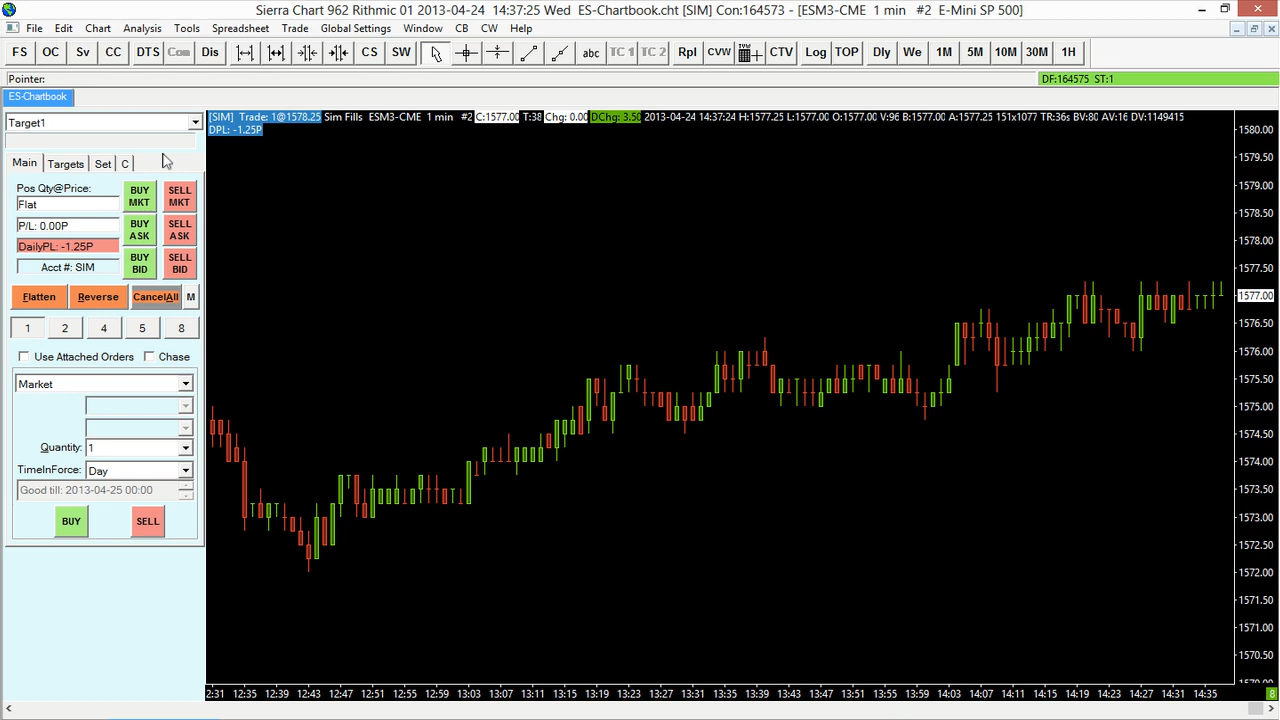 Sierra Chart 962 Rithmic 01 2013-04-24 14:37:25 Wed ES-Chartbook.cht [SIM] Con:164573 - [ESM3-CME 1 min #2 E-Mini SP 500]
File Edit Chart Analysis Tools Spreadsheet Trade Global Settings Window CB CW Help
FS OC Sv CC DTS Com Dis CS SW abc TC 1 TC 2 Rpl CVW CTV Log TOP Dly We 1M 5M 10M 30M 1H
Pointer: DF:164575 ST:1
ES-Chartbook
Target1
[SIM] Trade: 1@1578.25 Sim Fills ESM3-CME 1 min #2 C:1577.00 T:38 Chg: 0.00 DChg: 3.50 2013-04-24 14:37:24 H:1577.25 L:1577.00 O:1577.00 V:96 B:1577.00 A:1577.25 151x1077 TR:36s BV:80 AV:16 DV:1149415
DPL: -1.25P
Main Targets Set C
Pos Qty@Price:
Flat
BUY MKT
SELL MKT
P/L: 0.00P
BUY ASK
SELL ASK
DailyPL: -1.25P
Acct #: SIM
BUY BID
SELL BID
Flatten Reverse CancelAll M
1 2 4 5 8
Use Attached Orders Chase
Market
Quantity: 1
TimeInForce: Day
Good till: 2013-04-25 00:00
BUY SELL
1580.00
1579.50
1579.00
1578.50
1578.00
1577.50
1577.00
1576.50
1576.00
1575.50
1575.00
1574.50
1574.00
1573.50
1573.00
1572.50
1572.00
1571.50
1571.00
1570.50
12:31 12:35 12:39 12:43 12:47 12:51 12:55 12:59 13:03 13:07 13:11 13:15 13:19 13:23 13:27 13:31 13:35 13:39 13:43 13:47 13:51 13:55 13:59 14:03 14:07 14:11 14:15 14:19 14:23 14:27 14:31 14:35 8